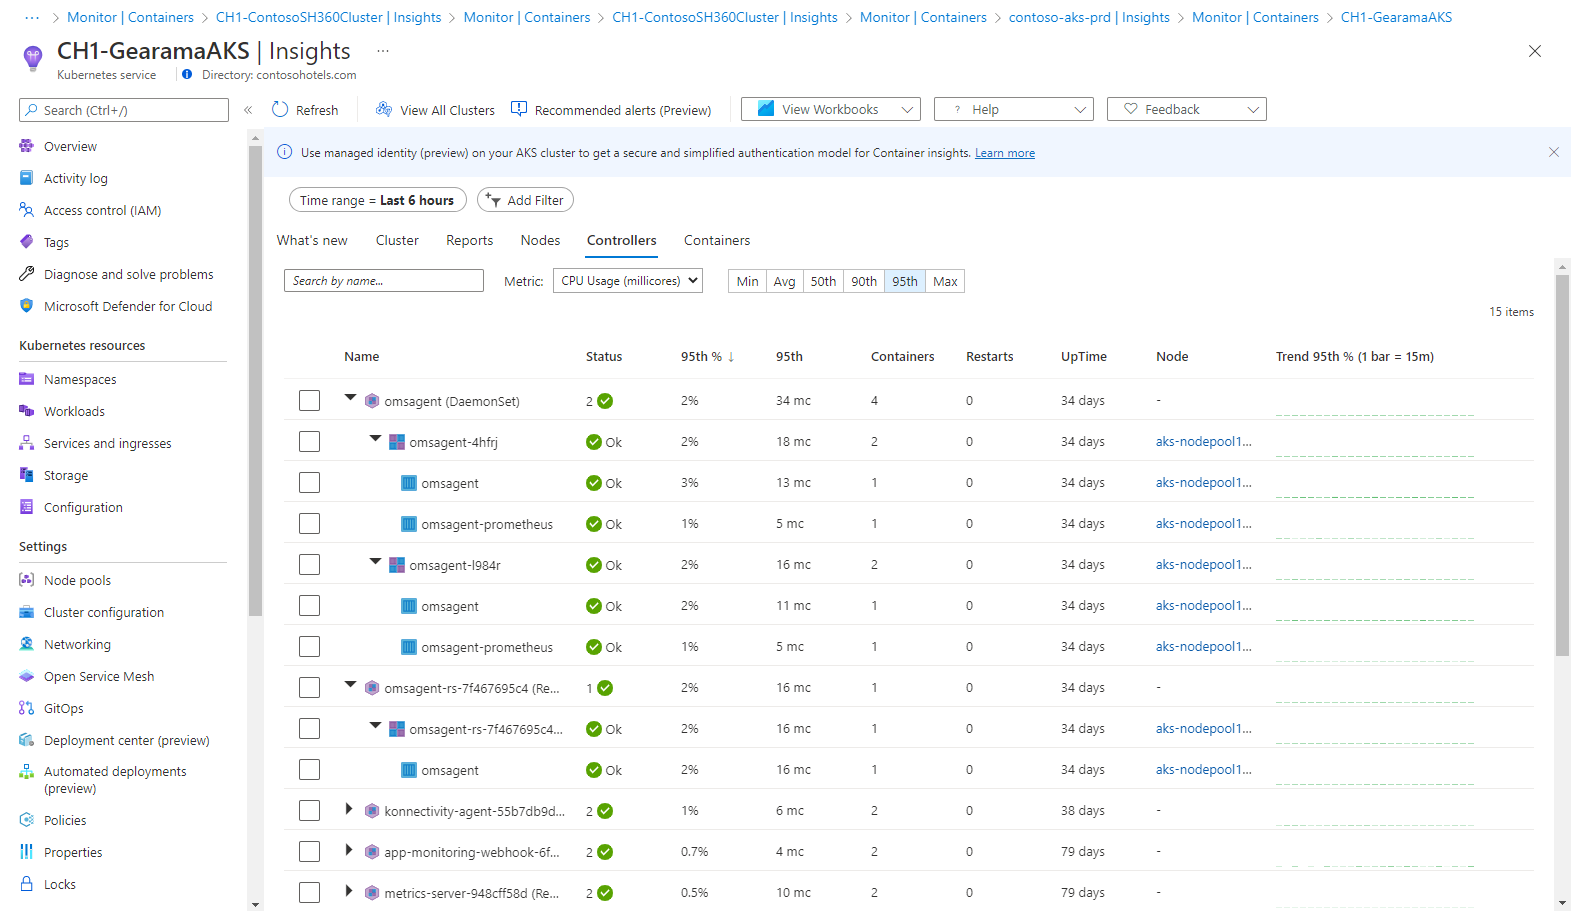 ··· > Monitor | Containers > CH1-ContosoSH360Cluster | Insights > Monitor | Containers > CH1-ContosoSH360Cluster | Insights > Monitor | Containers > contoso-aks-prd | Insights > Monitor | Containers > CH1-GearamaAKS
CH1-GearamaAKS | Insights ···
Kubernetes service Directory: contosohotels.com
Search (Ctrl+/) «
Refresh View All Clusters Recommended alerts (Preview) View Workbooks ? Help Feedback
Overview
Activity log
Access control (IAM)
Tags
Diagnose and solve problems
Microsoft Defender for Cloud
Kubernetes resources
Namespaces
Workloads
Services and ingresses
Storage
Configuration
Settings
Node pools
Cluster configuration
Networking
Open Service Mesh
GitOps
Deployment center (preview)
Automated deployments
(preview)
Policies
Properties
Locks
Use managed identity (preview) on your AKS cluster to get a secure and simplified authentication model for Container insights. Learn more
Time range = Last 6 hours Add Filter
What's new Cluster Reports Nodes Controllers Containers
Search by name... Metric: CPU Usage (millicores) Min Avg 50th 90th 95th Max
15 items
Name Status 95th % ↓ 95th Containers Restarts UpTime Node Trend 95th % (1 bar = 15m)
omsagent (DaemonSet) 2 2% 34 mc 4 0 34 days -
omsagent-4hfrj Ok 2% 18 mc 2 0 34 days aks-nodepool1...
omsagent Ok 3% 13 mc 1 0 34 days aks-nodepool1...
omsagent-prometheus Ok 1% 5 mc 1 0 34 days aks-nodepool1...
omsagent-l984r Ok 2% 16 mc 2 0 34 days aks-nodepool1...
omsagent Ok 2% 11 mc 1 0 34 days aks-nodepool1...
omsagent-prometheus Ok 1% 5 mc 1 0 34 days aks-nodepool1...
omsagent-rs-7f467695c4 (Re... 1 2% 16 mc 1 0 34 days -
omsagent-rs-7f467695c4... Ok 2% 16 mc 1 0 34 days aks-nodepool1...
omsagent Ok 2% 16 mc 1 0 34 days aks-nodepool1...
konnectivity-agent-55b7db9d... 2 1% 6 mc 2 0 38 days -
app-monitoring-webhook-6f... 2 0.7% 4 mc 2 0 79 days -
metrics-server-948cff58d (Re... 2 0.5% 10 mc 2 0 79 days -